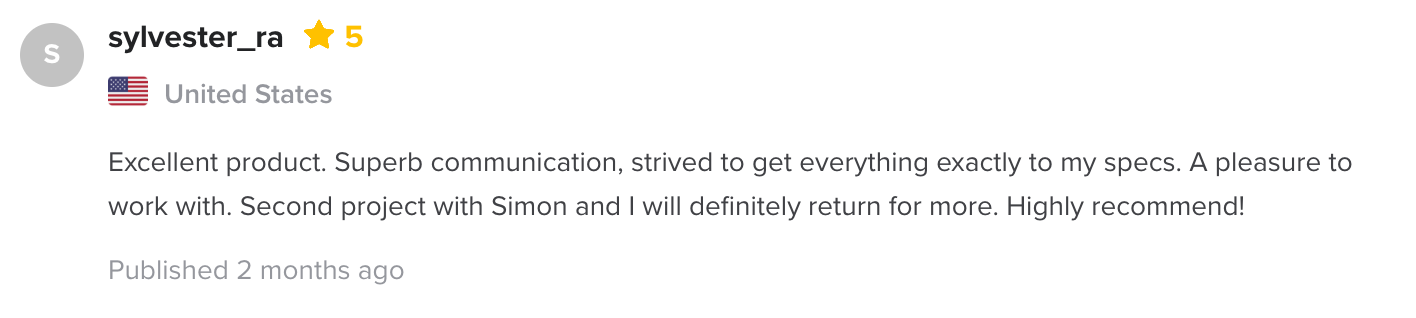 S
sylvester_ra 5
United States
Excellent product. Superb communication, strived to get everything exactly to my specs. A pleasure to
work with. Second project with Simon and I will definitely return for more. Highly recommend!
Published 2 months ago